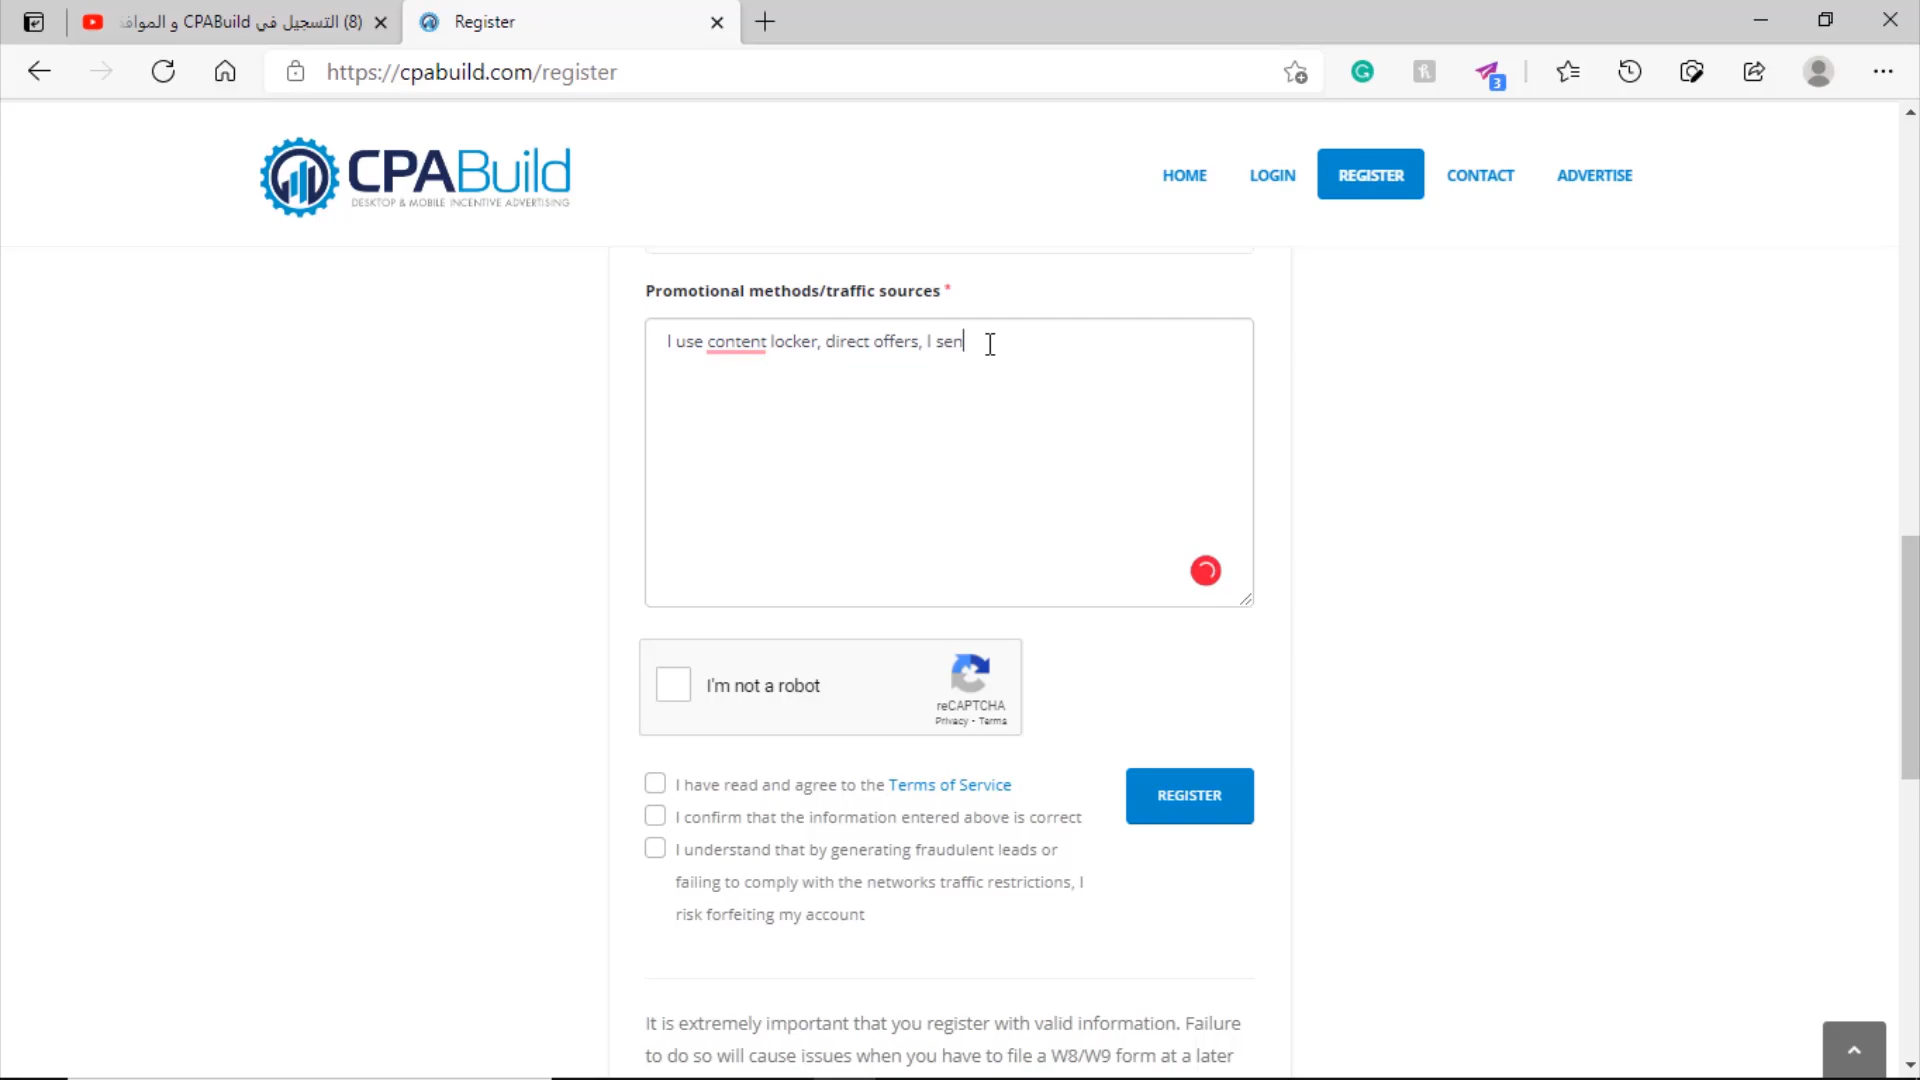 (8) التسجيل في CPABuild و المواف
Register
https://cpabuild.com/register
3
CPABuild
DESKTOP & MOBILE INCENTIVE ADVERTISING
HOME
LOGIN
REGISTER
CONTACT
ADVERTISE
Promotional methods/traffic sources *
I use content locker, direct offers, I sen
I'm not a robot
reCAPTCHA
Privacy - Terms
I have read and agree to the Terms of Service
I confirm that the information entered above is correct
I understand that by generating fraudulent leads or
failing to comply with the networks traffic restrictions, I
risk forfeiting my account
REGISTER
It is extremely important that you register with valid information. Failure
to do so will cause issues when you have to file a W8/W9 form at a later